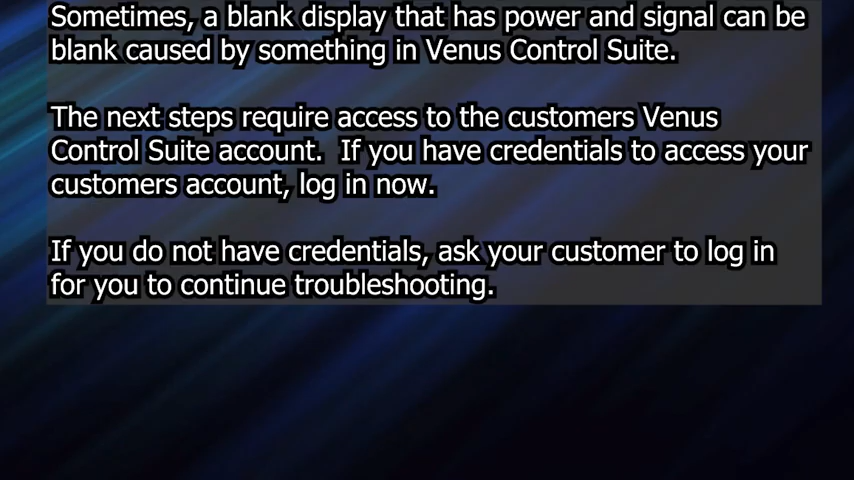 Sometimes, a blank display that has power and signal can be
blank caused by something in Venus Control Suite.
The next steps require access to the customers Venus
Control Suite account.  If you have credentials to access your
customers account, log in now.
If you do not have credentials, ask your customer to log in
for you to continue troubleshooting.